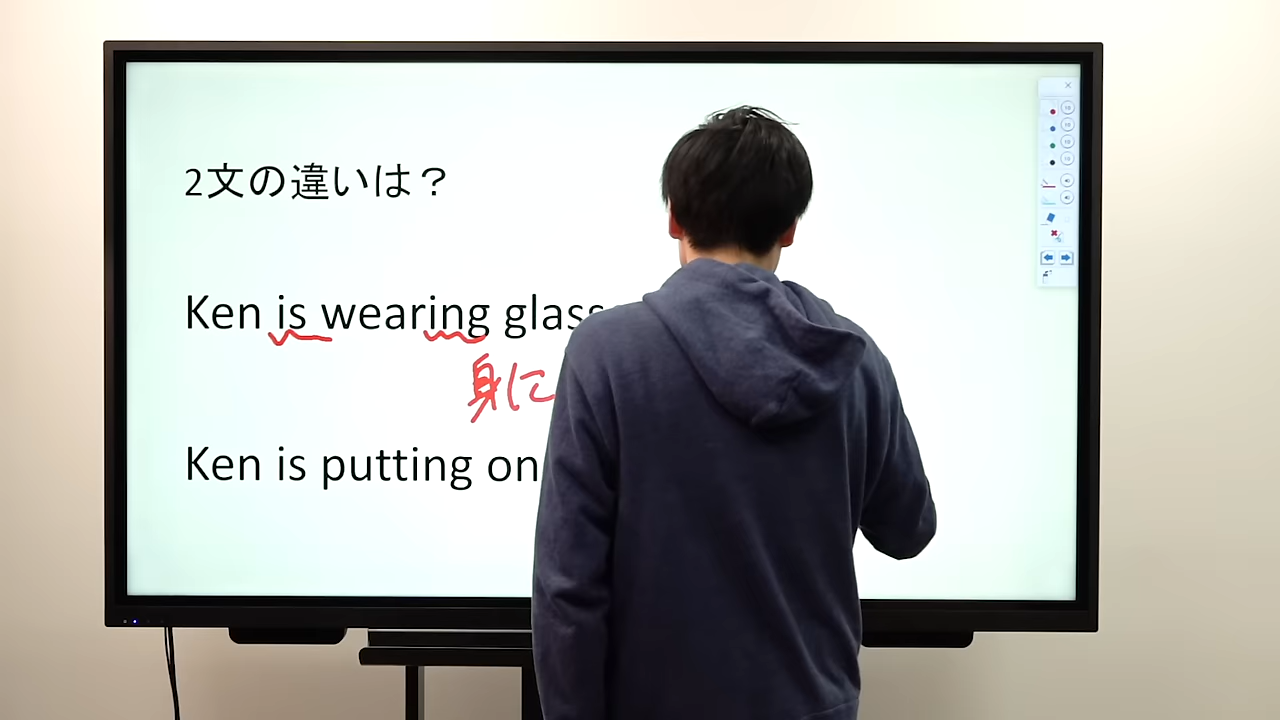 2文の違いは？
Ken is wearing glass
身に
Ken is putting on